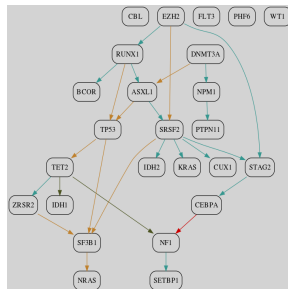 CBL EZH2 FLT3 PHF6 WT1
RUNX1 DNMT3A
BCOR ASXL1 NPM1
TP53 SRSF2 PTPN11
TET2 IDH2 KRAS CUX1 STAG2
ZRSR2 IDH1 CEBPA
SF3B1 NF1
NRAS SETBP1